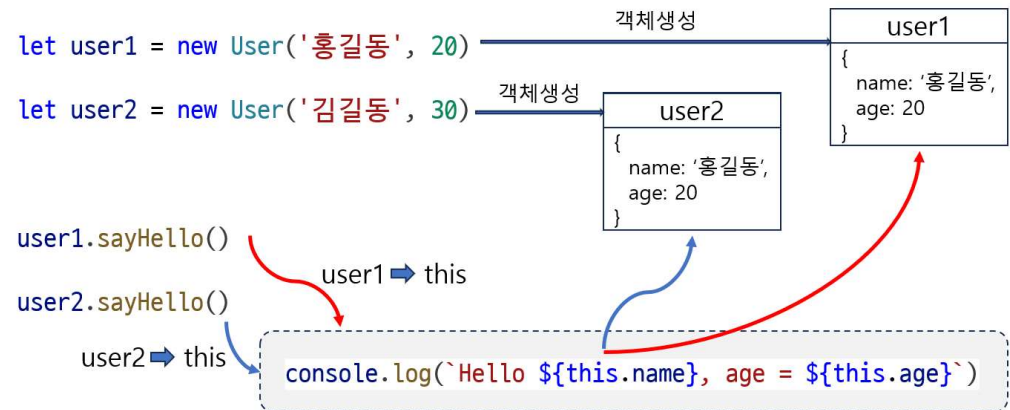 객체생성
user1
let user1 = new User('홍길동', 20)
{
name: '홍길동',
age: 20
}
let user2 = new User('김길동', 30)
객체생성
user2
{
name: '홍길동',
age: 20
}
user1.sayHello()
user1 ➡ this
user2.sayHello()
user2 ➡ this
console.log(`Hello ${this.name}, age = ${this.age}`)